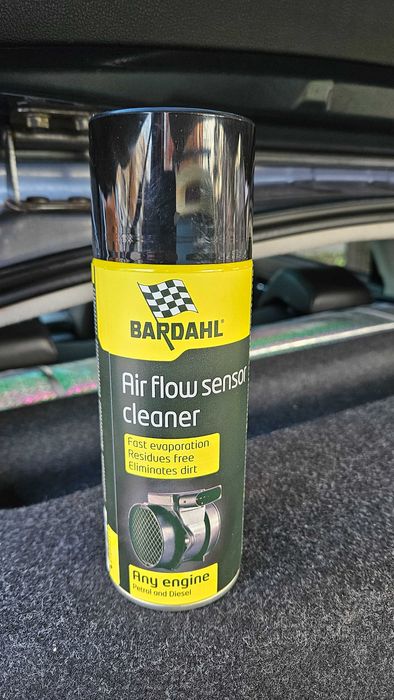 BARDAHL
Air flow sensor
cleaner
Fast evaporation
Residues free
Eliminates dirt
Any engine
Petrol and Diesel